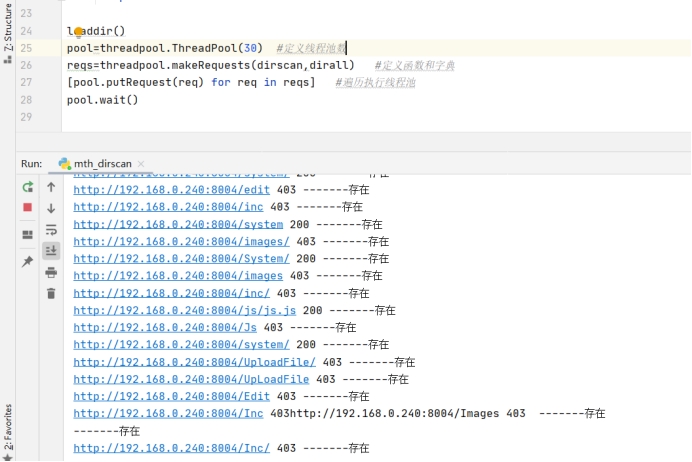 Z: Structure
23
24 loaddir()
25 pool=threadpool.ThreadPool(30) #定义线程池数
26 reqs=threadpool.makeRequests(dirscan,dirall) #定义函数和字典
27 [pool.putRequest(req) for req in reqs] #遍历执行线程池
28 pool.wait()
29
Run: mth_dirscan ×
http://192.168.0.240:8004/system/ 200 -------存在
http://192.168.0.240:8004/edit 403 -------存在
http://192.168.0.240:8004/inc 403 -------存在
http://192.168.0.240:8004/system 200 -------存在
http://192.168.0.240:8004/images/ 403 -------存在
http://192.168.0.240:8004/System/ 200 -------存在
http://192.168.0.240:8004/images 403 -------存在
http://192.168.0.240:8004/inc/ 403 -------存在
http://192.168.0.240:8004/js/js.js 200 -------存在
http://192.168.0.240:8004/Js 403 -------存在
http://192.168.0.240:8004/system/ 200 -------存在
http://192.168.0.240:8004/UploadFile/ 403 -------存在
http://192.168.0.240:8004/UpLoadFile 403 -------存在
http://192.168.0.240:8004/Edit 403 -------存在
http://192.168.0.240:8004/Inc 403http://192.168.0.240:8004/Images 403 -------存在
-------存在
http://192.168.0.240:8004/Inc/ 403 -------存在
2: Favorites